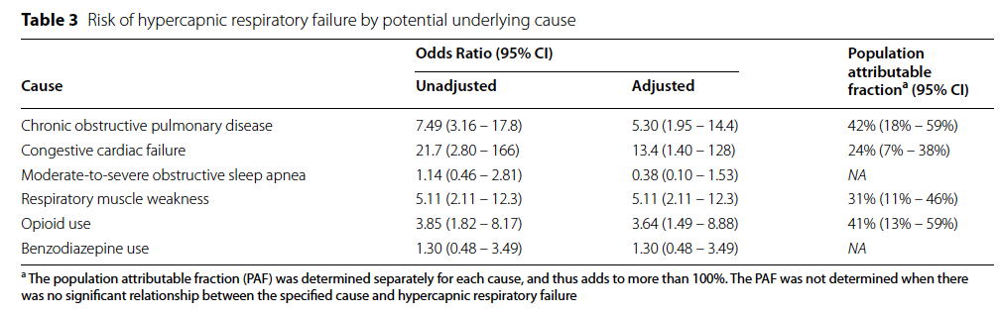 Table 3 Risk of hypercapnic respiratory failure by potential underlying cause
Cause Odds Ratio (95% CI) Population attributable fractionᵃ (95% CI)
Unadjusted Adjusted
Chronic obstructive pulmonary disease 7.49 (3.16 – 17.8) 5.30 (1.95 – 14.4) 42% (18% – 59%)
Congestive cardiac failure 21.7 (2.80 – 166) 13.4 (1.40 – 128) 24% (7% – 38%)
Moderate-to-severe obstructive sleep apnea 1.14 (0.46 – 2.81) 0.38 (0.10 – 1.53) NA
Respiratory muscle weakness 5.11 (2.11 – 12.3) 5.11 (2.11 – 12.3) 31% (11% – 46%)
Opioid use 3.85 (1.82 – 8.17) 3.64 (1.49 – 8.88) 41% (13% – 59%)
Benzodiazepine use 1.30 (0.48 – 3.49) 1.30 (0.48 – 3.49) NA
ᵃ The population attributable fraction (PAF) was determined separately for each cause, and thus adds to more than 100%. The PAF was not determined when there
was no significant relationship between the specified cause and hypercapnic respiratory failure